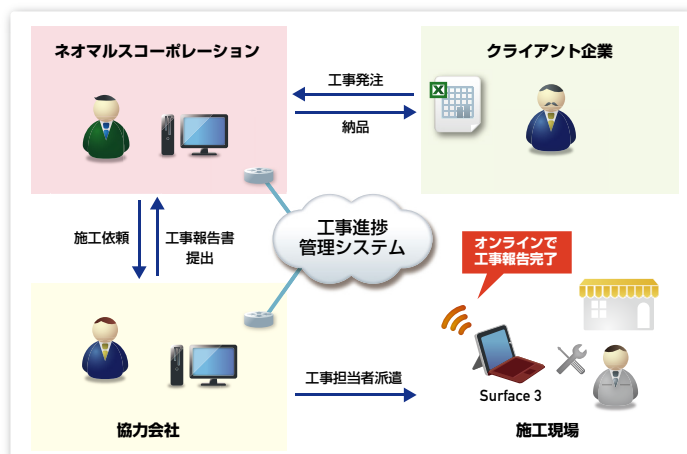 ネオマルスコーポレーション
クライアント企業
工事発注
納品
施工依頼
工事報告書
提出
工事進捗
管理システム
オンラインで
工事報告完了
工事担当者派遣
Surface 3
協力会社
施工現場